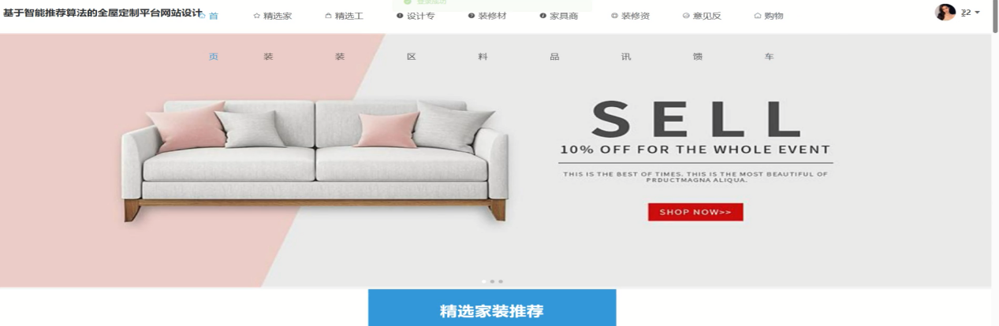 基于智能推荐算法的全屋定制平台网站设计
首页
精选家装
精选工装
设计专区
装修材料
家具商品
装修资讯
意见反馈
购物车
登录成功
SELL
10% OFF FOR THE WHOLE EVENT
THIS IS THE BEST OF TIMES. THIS IS THE MOST BEAUTIFUL OF
PRDUCTMAGNA ALIQUA.
SHOP NOW>>
精选家装推荐